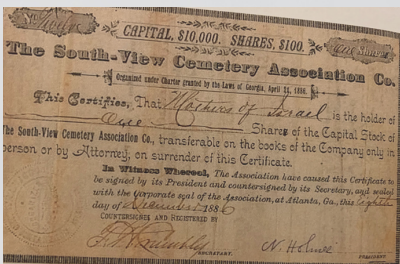 No Twelve CAPITAL, $10,000. SHARES, $100. One Share
The South-View Cemetery Association Co.
Organized under Charter granted by the Laws of Georgia, April 21, 1886.
This Certifies, That Mothers of Israel is the holder of
One Shares of the Capital Stock of
The South-View Cemetery Association Co., transferable on the books of the Company only in
person or by Attorney, on surrender of this Certificate.
In Witness Whereof, The Association have caused this Certificate to
be signed by its President and countersigned by its Secretary, and sealed
with the corporate seal of the Association, at Atlanta, Ga., this Eighth
day of December 1886
COUNTERSIGNED AND REGISTERED BY
N. Holmes
SECRETARY. PRESIDENT